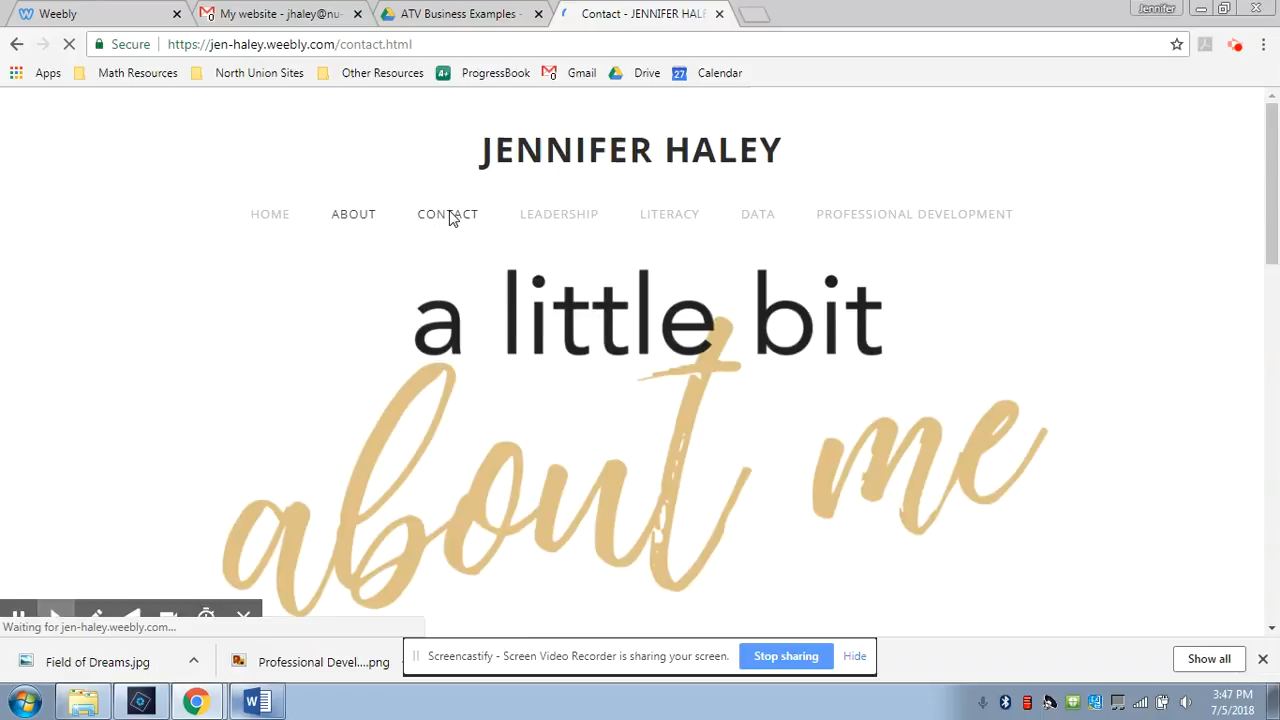 Weebly
My website - jhaley@nu-
ATV Business Examples -
Contact - JENNIFER HALE
Jennifer
Secure
https://jen-haley.weebly.com/contact.html
Apps
Math Resources
North Union Sites
Other Resources
ProgressBook
Gmail
Drive
27
Calendar
JENNIFER HALEY
HOME ABOUT CONTACT LEADERSHIP LITERACY DATA PROFESSIONAL DEVELOPMENT
a little bit
about me
Waiting for jen-haley.weebly.com...
Field of Dreams.jpg
Professional Devel....png
Screencastify - Screen Video Recorder is sharing your screen.
Stop sharing
Hide
Show all
3:47 PM
7/5/2018